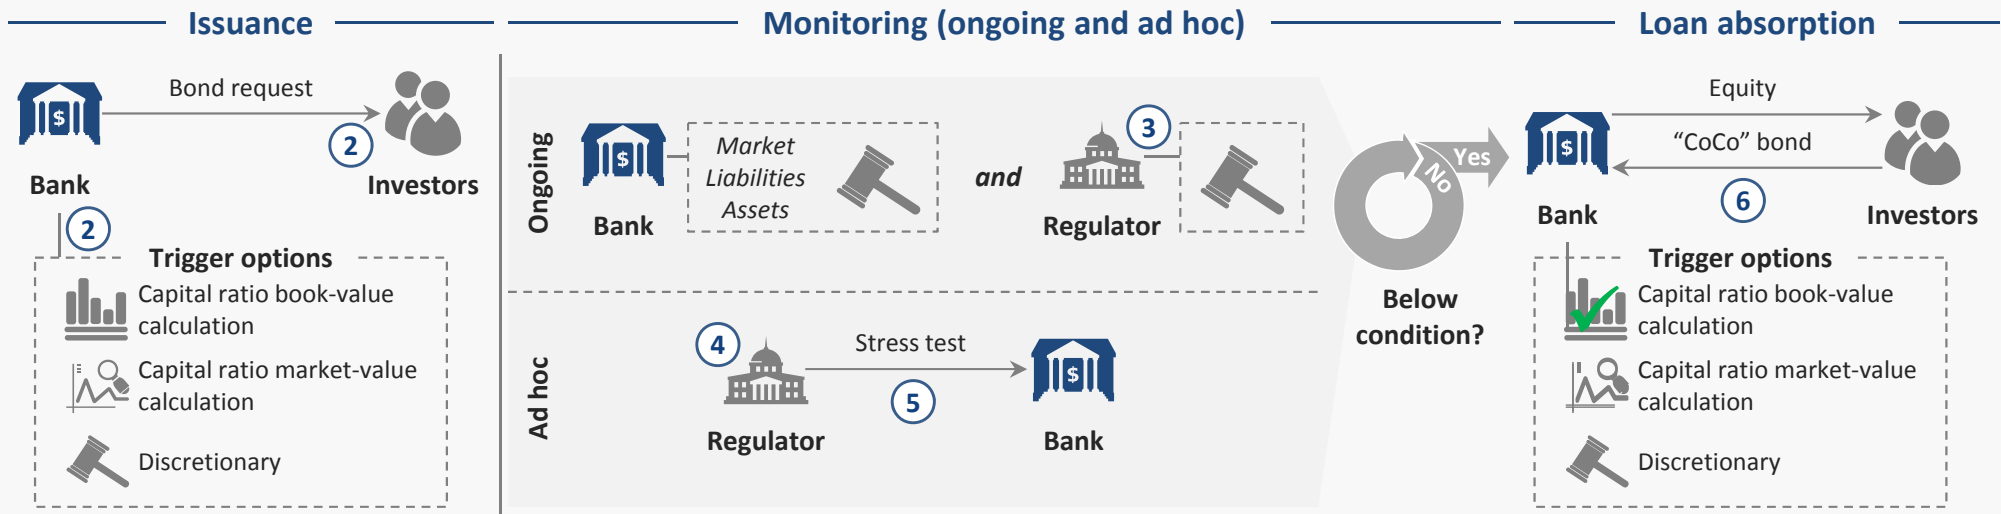 Issuance
Bond request
2
$
Bank
Investors
2
Trigger options
Capital ratio book-value
calculation
Capital ratio market-value
calculation
Discretionary
Monitoring (ongoing and ad hoc)
Ongoing
$
Bank
Market
Liabilities
Assets
and
3
Regulator
Ad hoc
4
Regulator
Stress test
5
$
Bank
No
Yes
Below
condition?
Loan absorption
$
Bank
Equity
“CoCo” bond
6
Investors
Trigger options
Capital ratio book-value
calculation
Capital ratio market-value
calculation
Discretionary